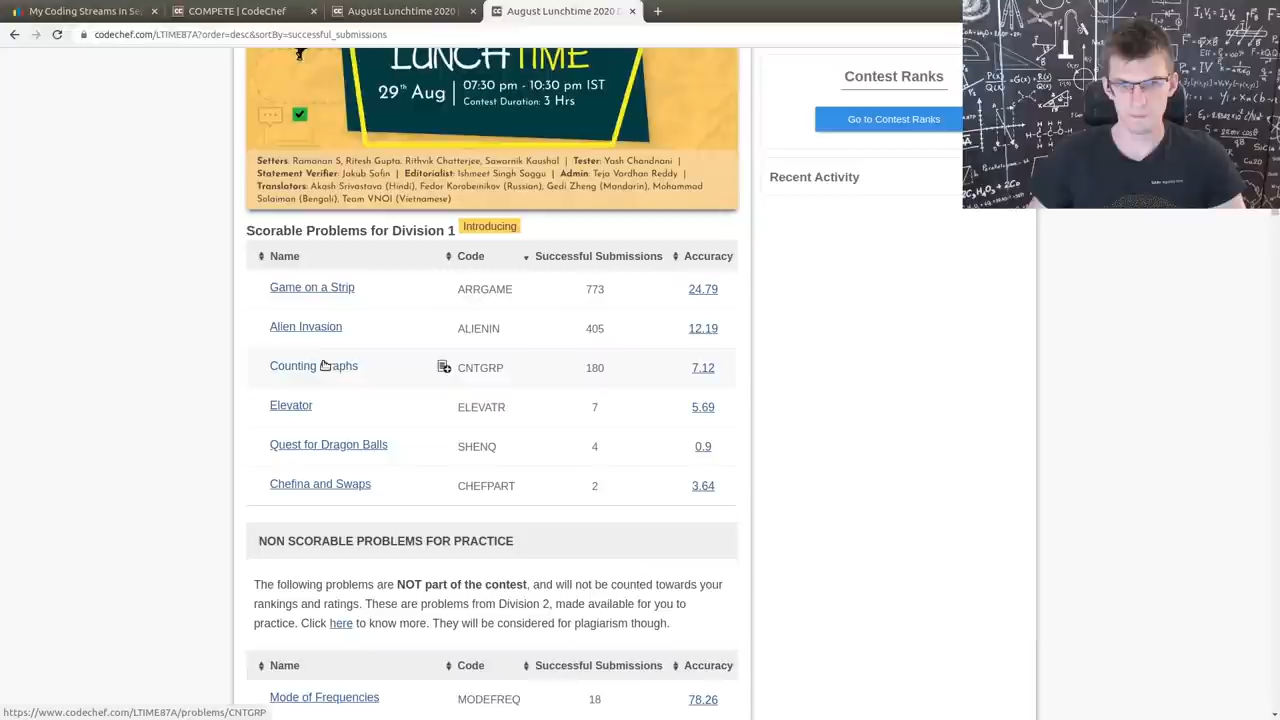 My Coding Streams in Se
COMPETE | CodeChef
August Lunchtime 2020
August Lunchtime 2020 D
codechef.com/LTIME87A?order=desc&sortBy=successful_submissions
LUNCHTIME
29th Aug
07:30 pm - 10:30 pm IST
Contest Duration: 3 Hrs
Setters: Ramanan S, Ritesh Gupta, Rithvik Chatterjee, Sawarnik Kaushal | Tester: Yash Chandnani |
Statement Verifier: Jakub Safin | Editorialist: Ishmeet Singh Saggu | Admin: Teja Vardhan Reddy |
Translators: Akash Srivastava (Hindi), Fedor Korobeinikov (Russian), Gedi Zheng (Mandarin), Mohammad
Solaiman (Bengali), Team VNOI (Vietnamese)
Scorable Problems for Division 1 Introducing
Name Code Successful Submissions Accuracy
Game on a Strip ARRGAME 773 24.79
Alien Invasion ALIENIN 405 12.19
Counting Graphs CNTGRP 180 7.12
Elevator ELEVATR 7 5.69
Quest for Dragon Balls SHENQ 4 0.9
Chefina and Swaps CHEFPART 2 3.64
NON SCORABLE PROBLEMS FOR PRACTICE
The following problems are NOT part of the contest, and will not be counted towards your
rankings and ratings. These are problems from Division 2, made available for you to
practice. Click here to know more. They will be considered for plagiarism though.
Name Code Successful Submissions Accuracy
Mode of Frequencies MODEFREQ 18 78.26
Contest Ranks
Go to Contest Ranks
Recent Activity
https://www.codechef.com/LTIME87A/problems/CNTGRP